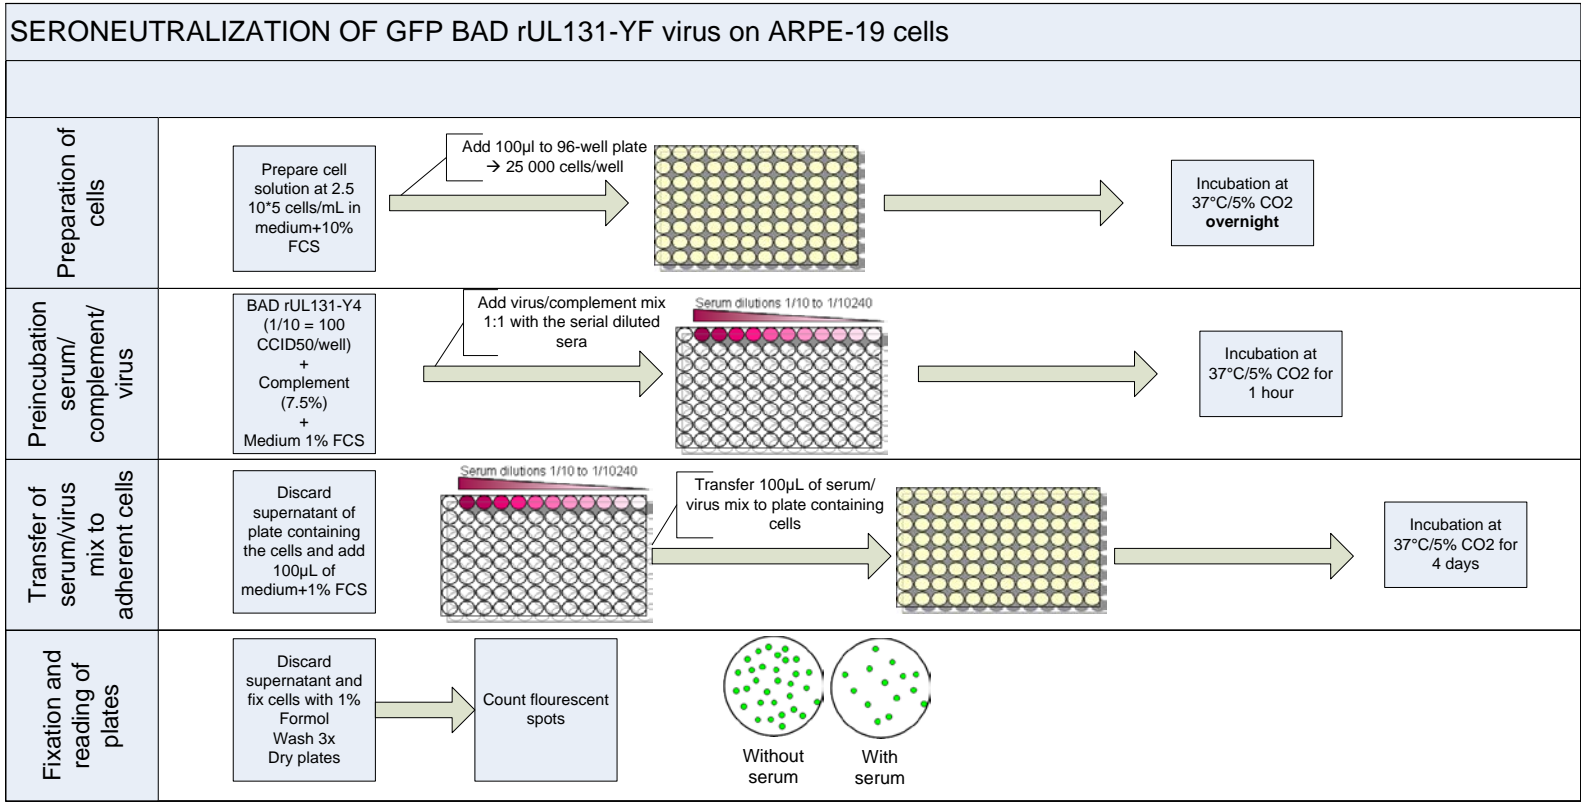 SERONEUTRALIZATION OF GFP BAD rUL131-YF virus on ARPE-19 cells
Preparation of
cells
Prepare cell
solution at 2.5
10*5 cells/mL in
medium+10%
FCS
Add 100µl to 96-well plate
→ 25 000 cells/well
Incubation at
37°C/5% CO2
overnight
Preincubation
serum/
complement/
virus
BAD rUL131-Y4
(1/10 = 100
CCID50/well)
+
Complement
(7.5%)
+
Medium 1% FCS
Add virus/complement mix
1:1 with the serial diluted
sera
Serum dilutions 1/10 to 1/10240
Incubation at
37°C/5% CO2 for
1 hour
Transfer of
serum/virus
mix to
adherent cells
Discard
supernatant of
plate containing
the cells and add
100µL of
medium+1% FCS
Serum dilutions 1/10 to 1/10240
Transfer 100µL of serum/
virus mix to plate containing
cells
Incubation at
37°C/5% CO2 for
4 days
Fixation and
reading of
plates
Discard
supernatant and
fix cells with 1%
Formol
Wash 3x
Dry plates
Count flourescent
spots
Without
serum
With
serum